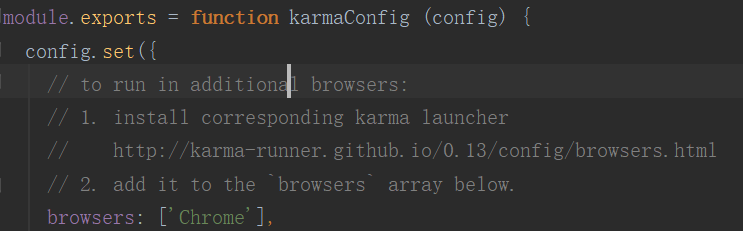 module.exports = function karmaConfig (config) {
config.set({
// to run in additional browsers:
// 1. install corresponding karma launcher
//    http://karma-runner.github.io/0.13/config/browsers.html
// 2. add it to the `browsers` array below.
browsers: ['Chrome'],